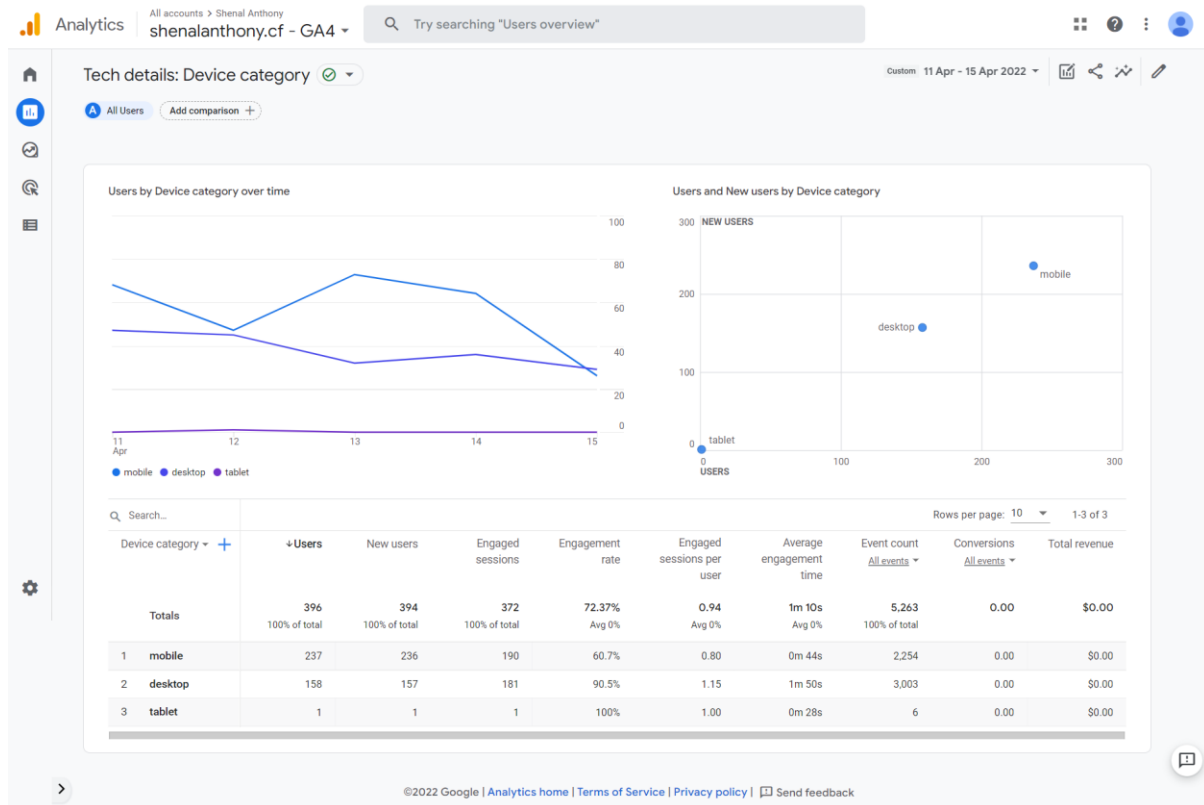 All accounts > Shenal Anthony
Analytics
shenalanthony.cf - GA4
Try searching "Users overview"
Tech details: Device category
Custom 11 Apr - 15 Apr 2022
A All Users
Add comparison +
Users by Device category over time
100
80
60
40
20
0
11 12 13 14 15
Apr
mobile desktop tablet
Users and New users by Device category
300 NEW USERS
mobile
200
desktop
100
0 tablet
0 100 200 300
USERS
Search...
Rows per page: 10 1-3 of 3
Device category + ↓Users New users Engaged sessions Engagement rate Engaged sessions per user Average engagement time Event count All events Conversions All events Total revenue
Totals 396 394 372 72.37% 0.94 1m 10s 5,263 0.00 $0.00
100% of total 100% of total 100% of total Avg 0% Avg 0% Avg 0% 100% of total
1 mobile 237 236 190 60.7% 0.80 0m 44s 2,254 0.00 $0.00
2 desktop 158 157 181 90.5% 1.15 1m 50s 3,003 0.00 $0.00
3 tablet 1 1 1 100% 1.00 0m 28s 6 0.00 $0.00
©2022 Google | Analytics home | Terms of Service | Privacy policy | Send feedback